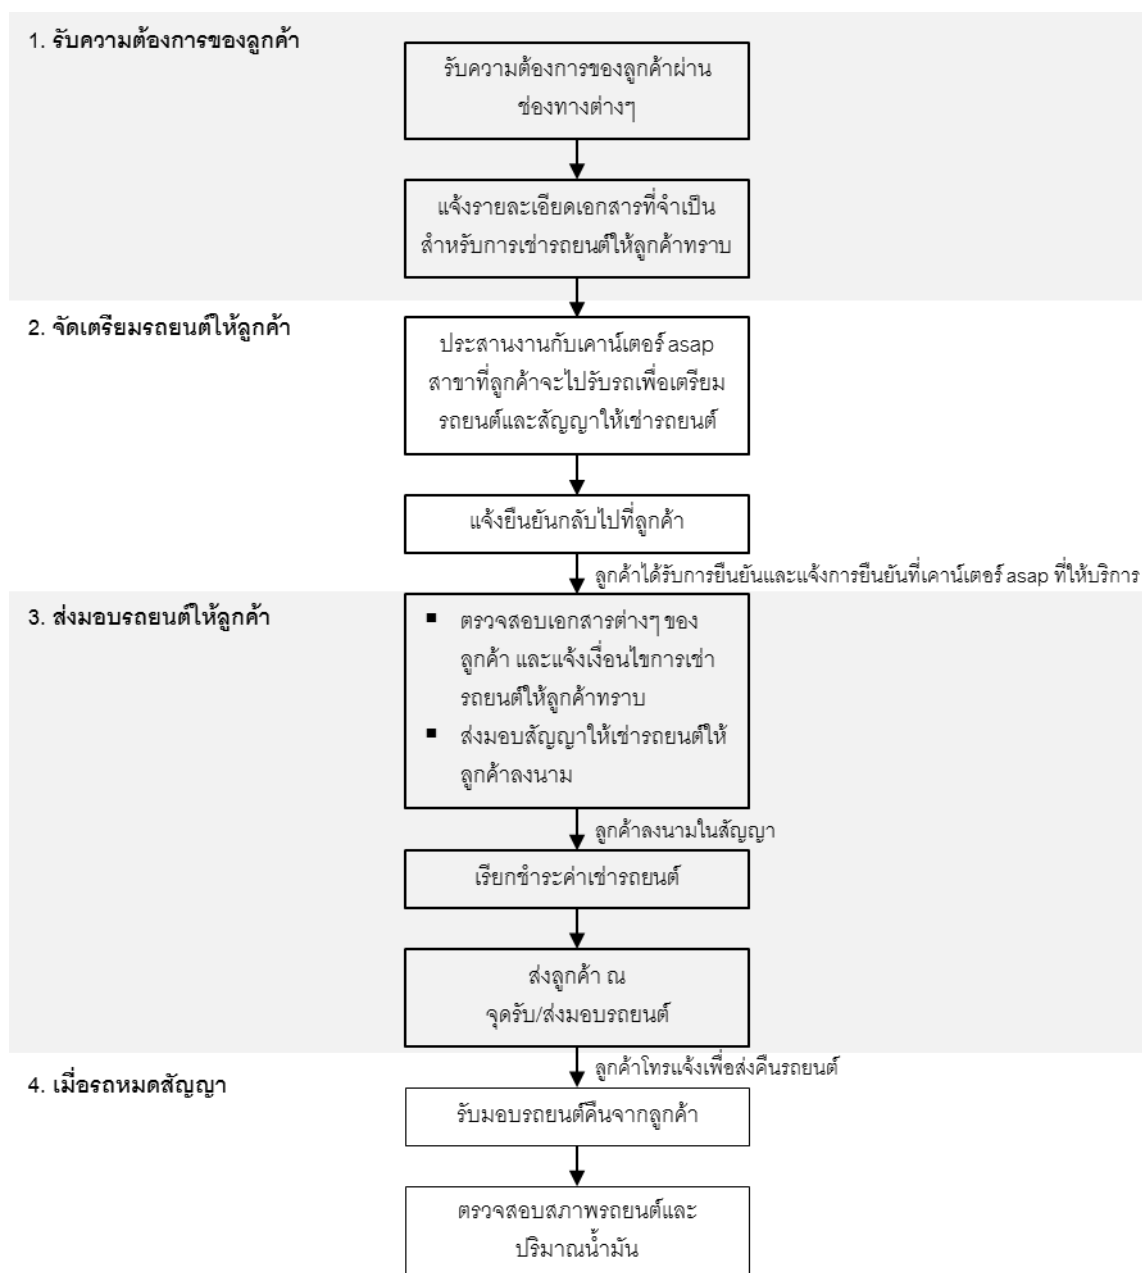 1. รับความต้องการของลูกค้า
รับความต้องการของลูกค้าผ่าน
ช่องทางต่างๆ
แจ้งรายละเอียดเอกสารที่จำเป็น
สำหรับการเช่ารถยนต์ให้ลูกค้าทราบ
2. จัดเตรียมรถยนต์ให้ลูกค้า
ประสานงานกับเคาน์เตอร์ asap
สาขาที่ลูกค้าจะไปรับรถเพื่อเตรียม
รถยนต์และสัญญาให้เช่ารถยนต์
แจ้งยืนยันกลับไปที่ลูกค้า
ลูกค้าได้รับการยืนยันและแจ้งการยืนยันที่เคาน์เตอร์ asap ที่ให้บริการ
3. ส่งมอบรถยนต์ให้ลูกค้า
▪ ตรวจสอบเอกสารต่างๆ ของ
ลูกค้า และแจ้งเงื่อนไขการเช่า
รถยนต์ให้ลูกค้าทราบ
▪ ส่งมอบสัญญาให้เช่ารถยนต์ให้
ลูกค้าลงนาม
ลูกค้าลงนามในสัญญา
เรียกชำระค่าเช่ารถยนต์
ส่งลูกค้า ณ
จุดรับ/ส่งมอบรถยนต์
ลูกค้าโทรแจ้งเพื่อส่งคืนรถยนต์
4. เมื่อรถหมดสัญญา
รับมอบรถยนต์คืนจากลูกค้า
ตรวจสอบสภาพรถยนต์และ
ปริมาณน้ำมัน